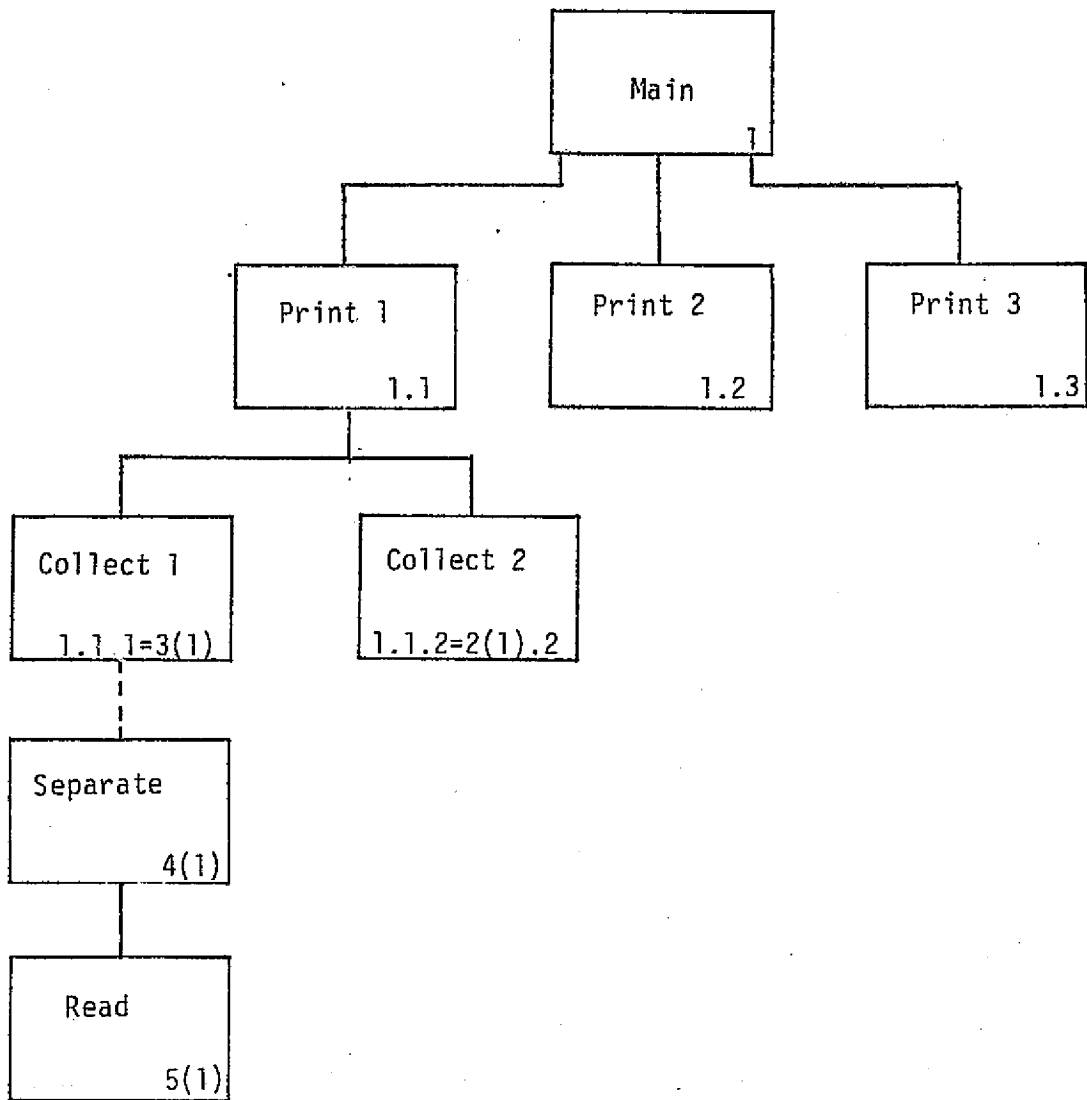 Main
1
Print 1
1.1
Print 2
1.2
Print 3
1.3
Collect 1
1.1 1=3(1)
Collect 2
1.1.2=2(1).2
Separate
4(1)
Read
5(1)